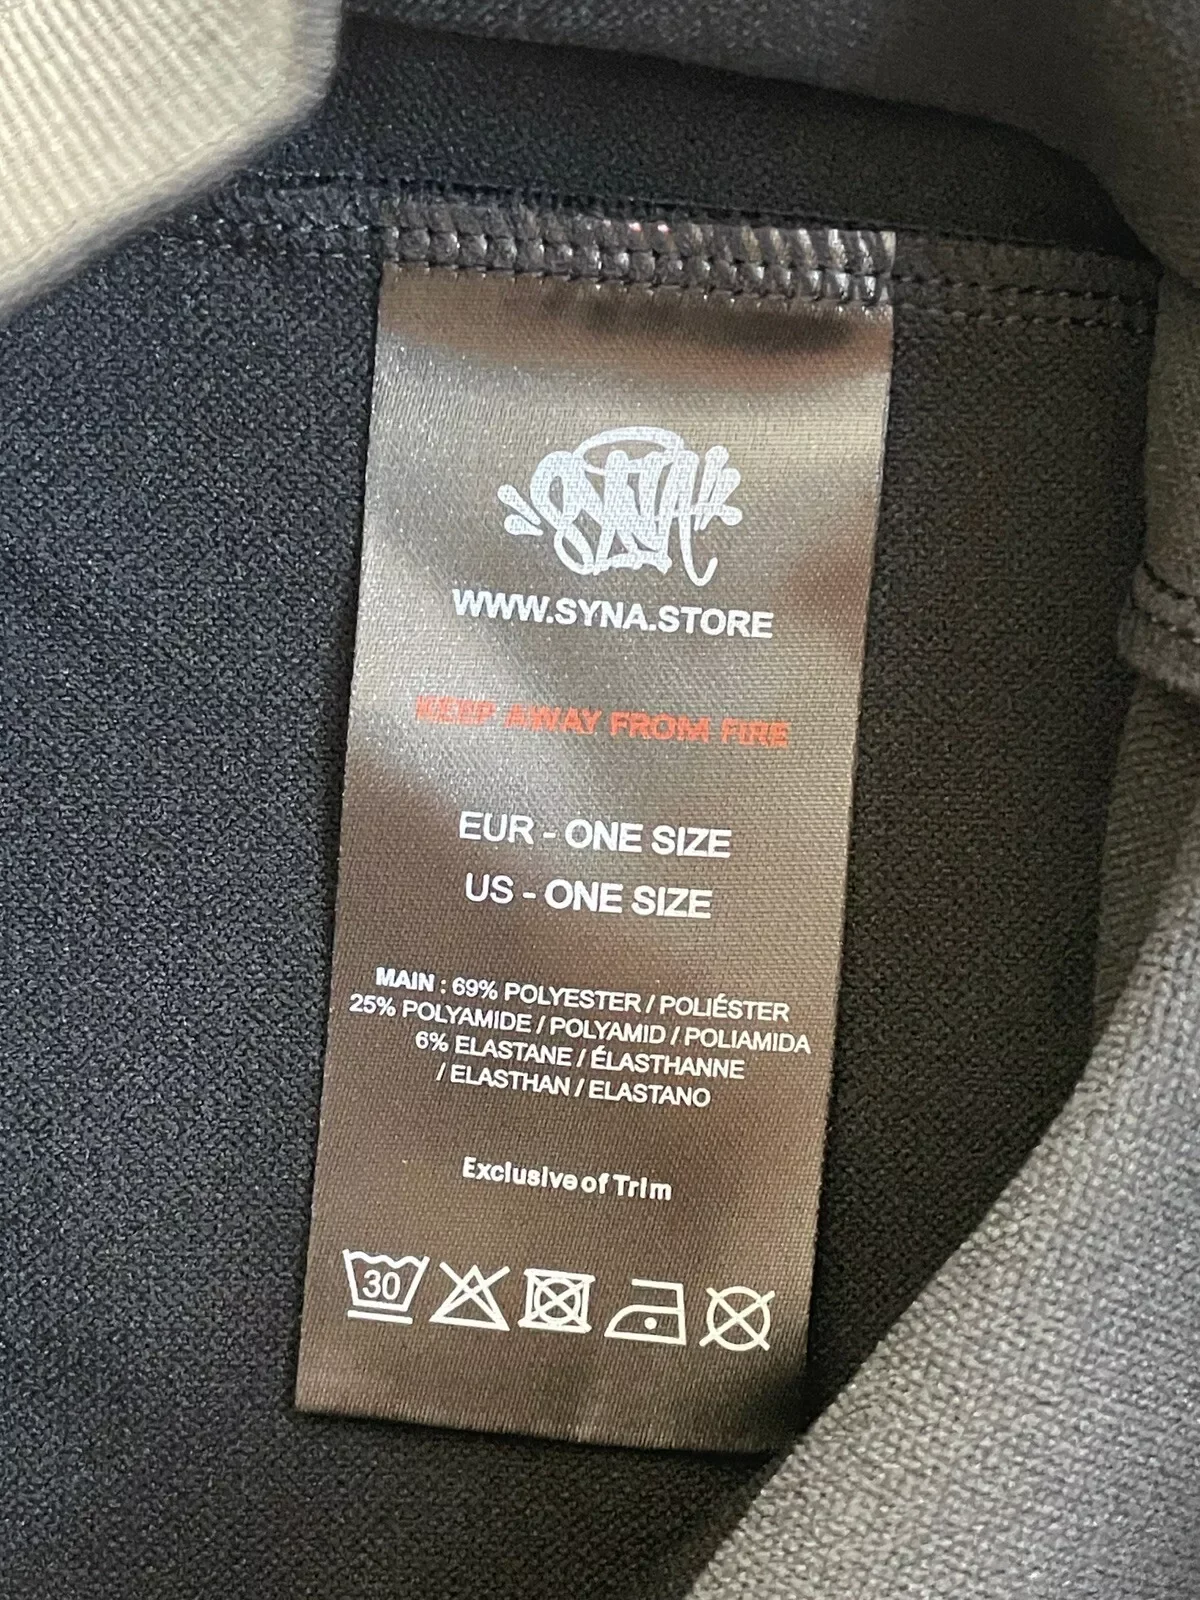 SYNA
WWW.SYNA.STORE
KEEP AWAY FROM FIRE
EUR - ONE SIZE
US - ONE SIZE
MAIN : 69% POLYESTER / POLIÉSTER
25% POLYAMIDE / POLYAMID / POLIAMIDA
6% ELASTANE / ÉLASTHANNE
/ ELASTHAN / ELASTANO
Exclusive of Trim
30